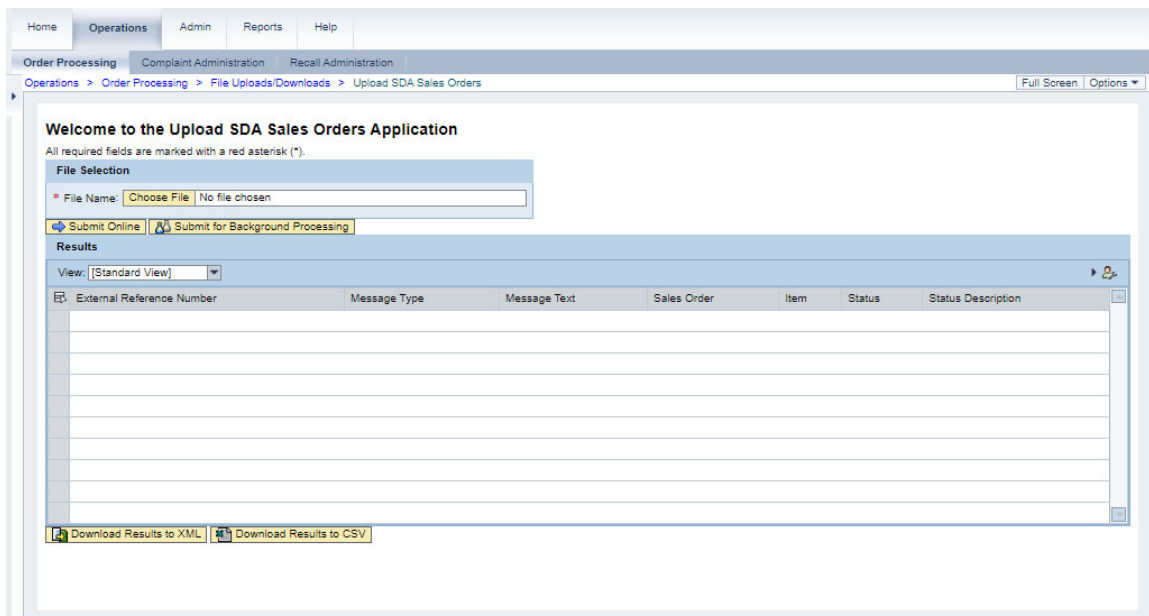 Home Operations Admin Reports Help
Order Processing Complaint Administration Recall Administration
Operations > Order Processing > File Uploads/Downloads > Upload SDA Sales Orders Full Screen Options
Welcome to the Upload SDA Sales Orders Application
All required fields are marked with a red asterisk (*).
File Selection
* File Name: Choose File No file chosen
Submit Online Submit for Background Processing
Results
View: [Standard View]
External Reference Number Message Type Message Text Sales Order Item Status Status Description
Download Results to XML Download Results to CSV